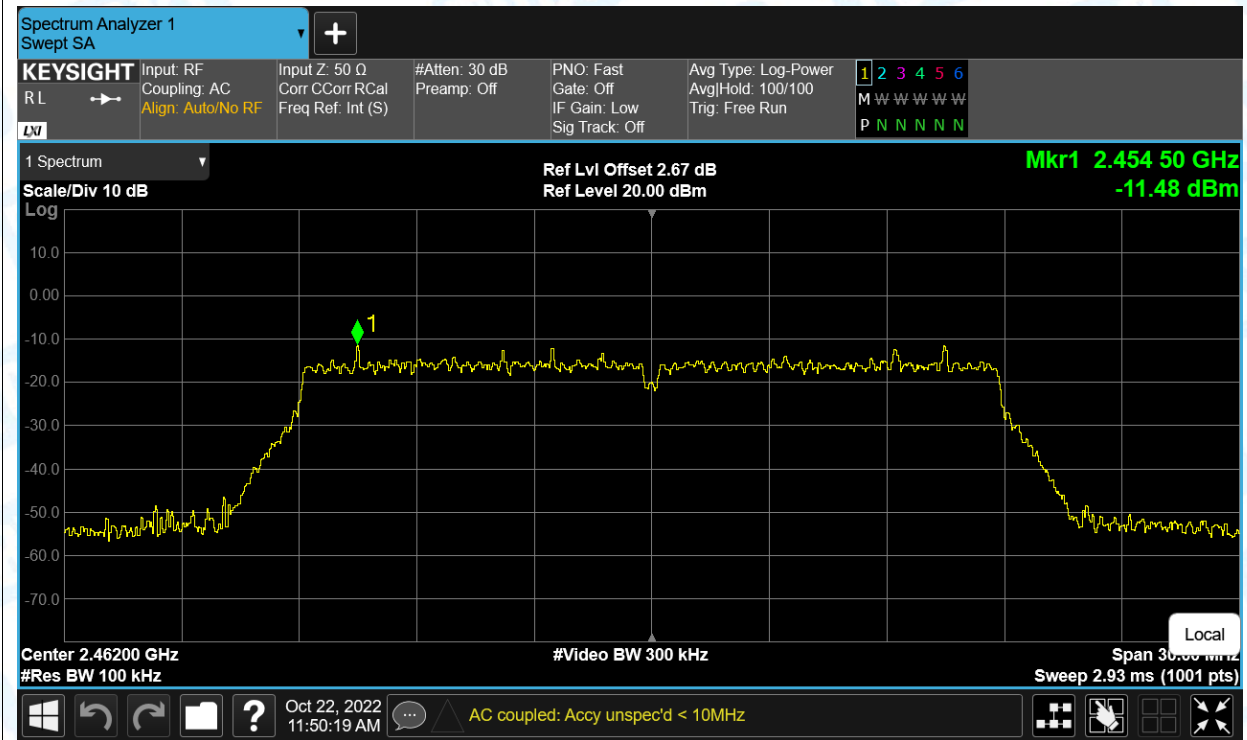 Spectrum Analyzer 1
Swept SA
▼
+
KEYSIGHT
R L
LXI
Input: RF
Coupling: AC
Align: Auto/No RF
Input Z: 50 Ω
Corr CCorr RCal
Freq Ref: Int (S)
#Atten: 30 dB
Preamp: Off
PNO: Fast
Gate: Off
IF Gain: Low
Sig Track: Off
Avg Type: Log-Power
Avg|Hold: 100/100
Trig: Free Run
1 2 3 4 5 6
M W W W W W
P N N N N N
1 Spectrum
Scale/Div 10 dB
Log
Ref Lvl Offset 2.67 dB
Ref Level 20.00 dBm
Mkr1 2.454 50 GHz
-11.48 dBm
10.0
0.00
-10.0
-20.0
-30.0
-40.0
-50.0
-60.0
-70.0
1
Center 2.46200 GHz
#Res BW 100 kHz
#Video BW 300 kHz
Local
Span 30.00 MHz
Sweep 2.93 ms (1001 pts)
?
Oct 22, 2022
11:50:19 AM
AC coupled: Accy unspec'd < 10MHz